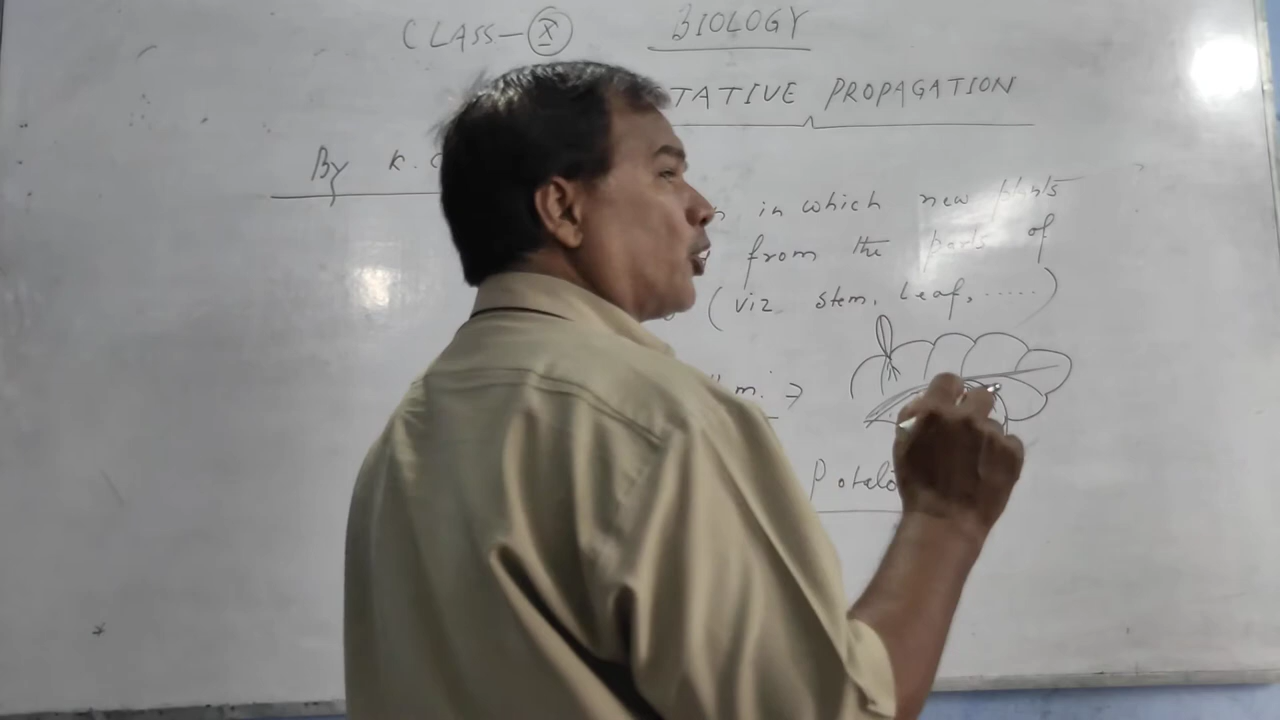 CLASS-X BIOLOGY
TATIVE PROPAGATION
By K.
in which new plants
from the parts of
(viz stem, leaf, .....)
m: →
Potato